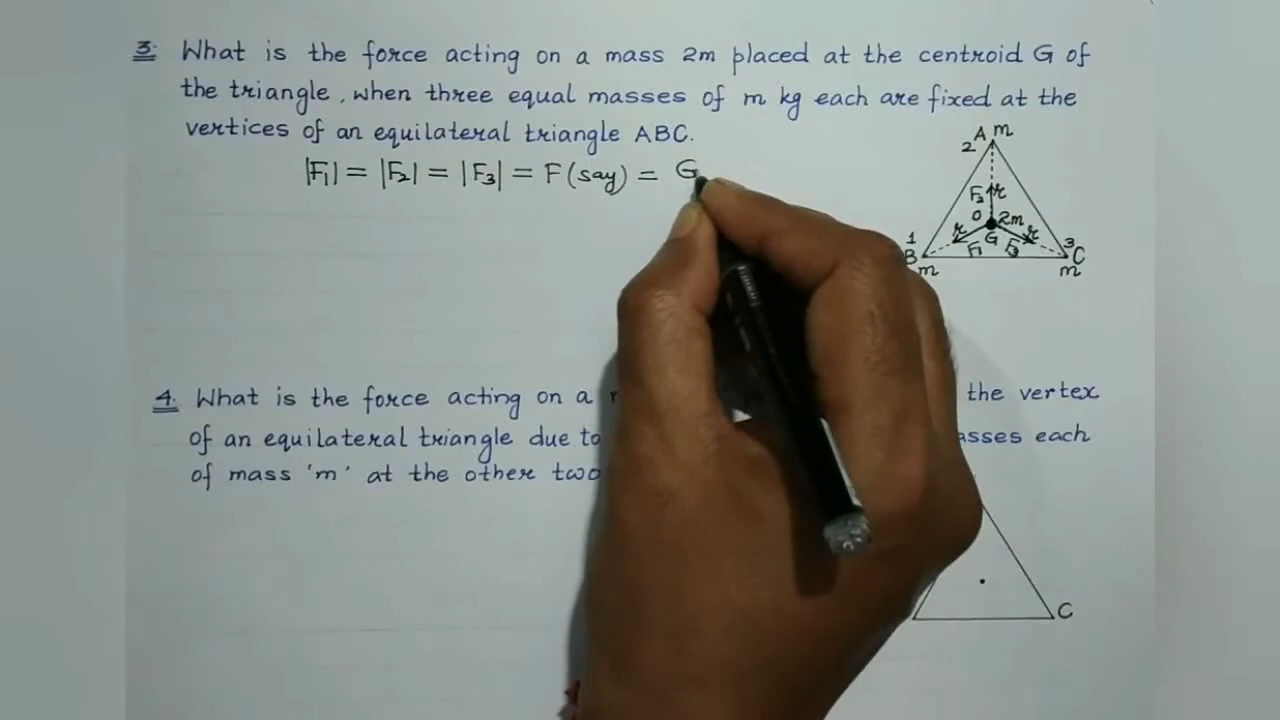 3. What is the force acting on a mass 2m placed at the centroid G of
the triangle, when three equal masses of m kg each are fixed at the
vertices of an equilateral triangle ABC.
|F₁| = |F₂| = |F₃| = F (say) = G
A m
2
F₂ r
O 2m
r G r
1 3
B F₁ F₃ C
m m
4. What is the force acting on a the vertex
of an equilateral triangle due to asses each
of mass 'm' at the other two
C